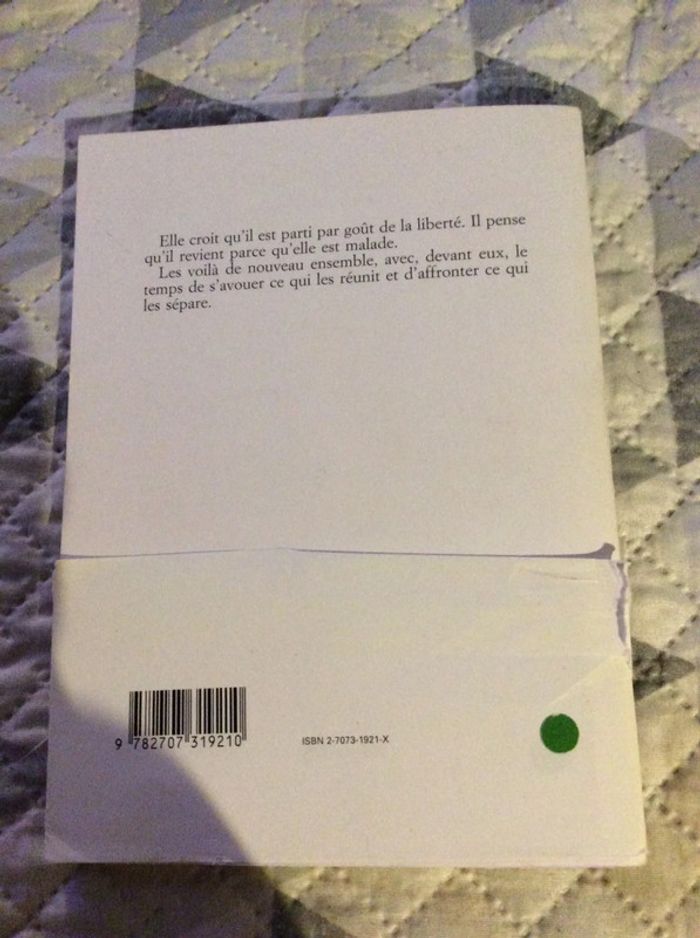 Elle croit qu'il est parti par goût de la liberté. Il pense
qu'il revient parce qu'elle est malade.
Les voilà de nouveau ensemble, avec, devant eux, le
temps de s'avouer ce qui les réunit et d'affronter ce qui
les sépare.
9 782707 319210
ISBN 2-7073-1921-X